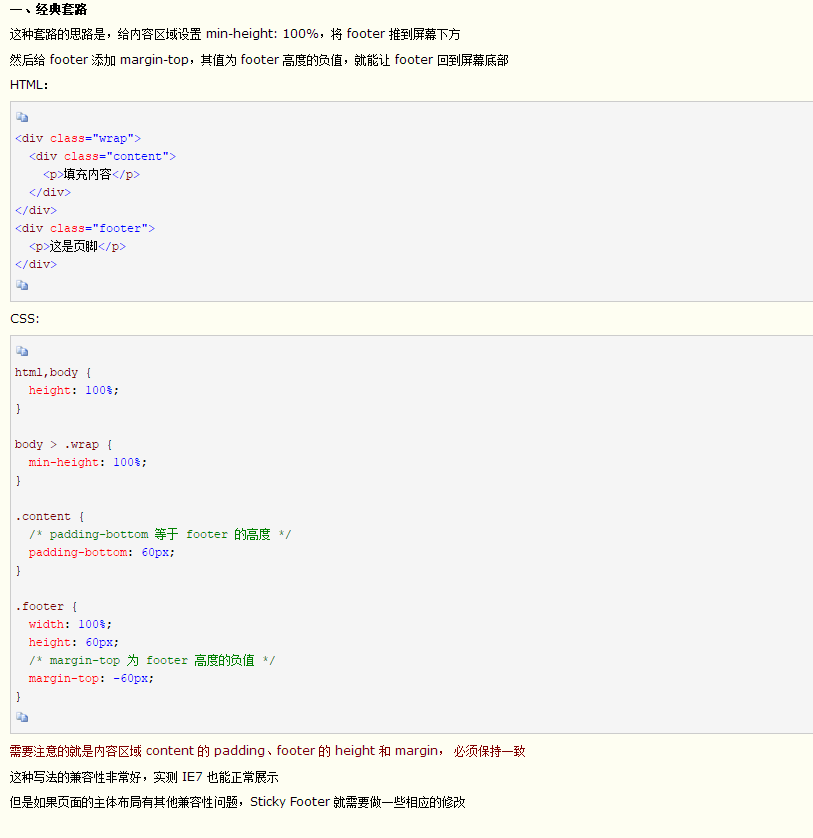 一、经典套路
这种套路的思路是，给内容区域设置 min-height: 100%，将 footer 推到屏幕下方
然后给 footer 添加 margin-top，其值为 footer 高度的负值，就能让 footer 回到屏幕底部
HTML：
<div class="wrap">
  <div class="content">
    <p>填充内容</p>
  </div>
</div>
<div class="footer">
  <p>这是页脚</p>
</div>
CSS:
html,body {
  height: 100%;
}
body > .wrap {
  min-height: 100%;
}
.content {
  /* padding-bottom 等于 footer 的高度 */
  padding-bottom: 60px;
}
.footer {
  width: 100%;
  height: 60px;
  /* margin-top 为 footer 高度的负值 */
  margin-top: -60px;
}
需要注意的就是内容区域 content 的 padding、footer 的 height 和 margin， 必须保持一致
这种写法的兼容性非常好，实测 IE7 也能正常展示
但是如果页面的主体布局有其他兼容性问题，Sticky Footer 就需要做一些相应的修改